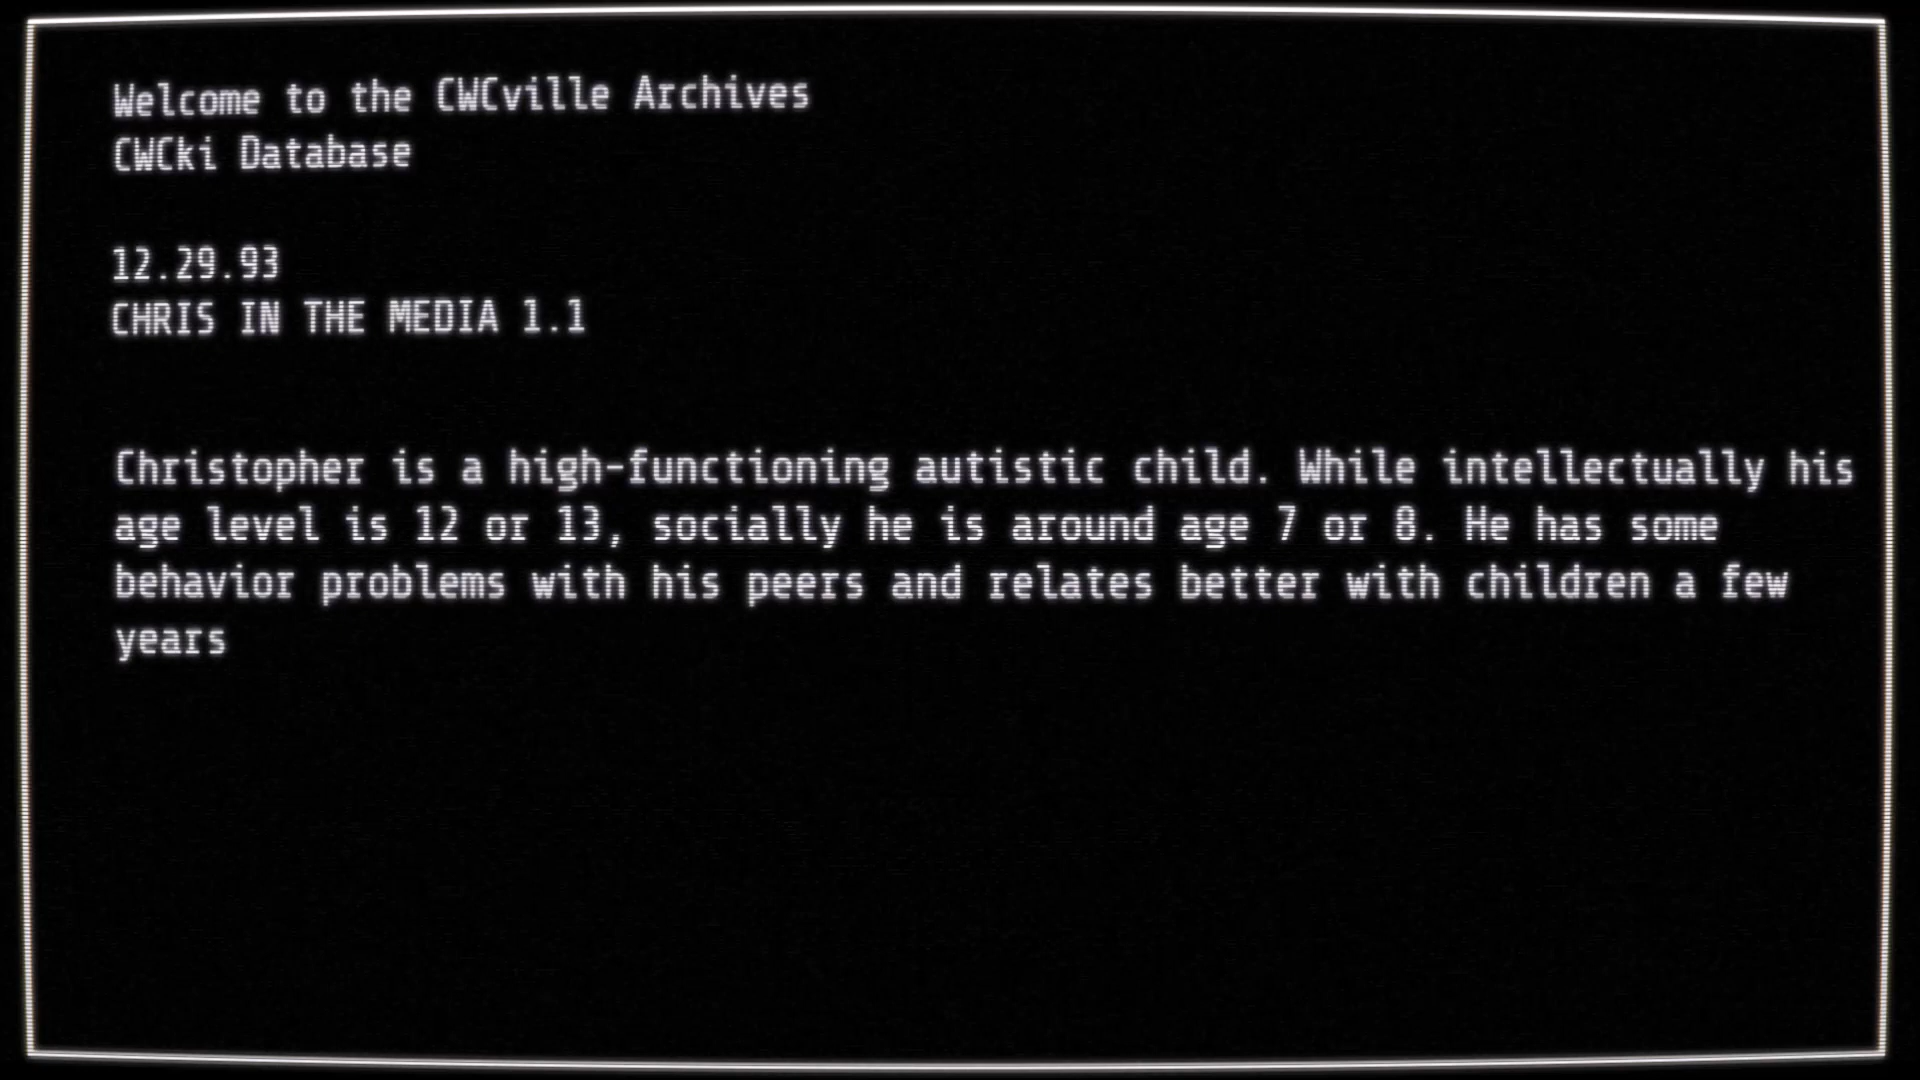 Welcome to the CWCville Archives
CWCki Database
12.29.93
CHRIS IN THE MEDIA 1.1
Christopher is a high-functioning autistic child. While intellectually his
age level is 12 or 13, socially he is around age 7 or 8. He has some
behavior problems with his peers and relates better with children a few
years